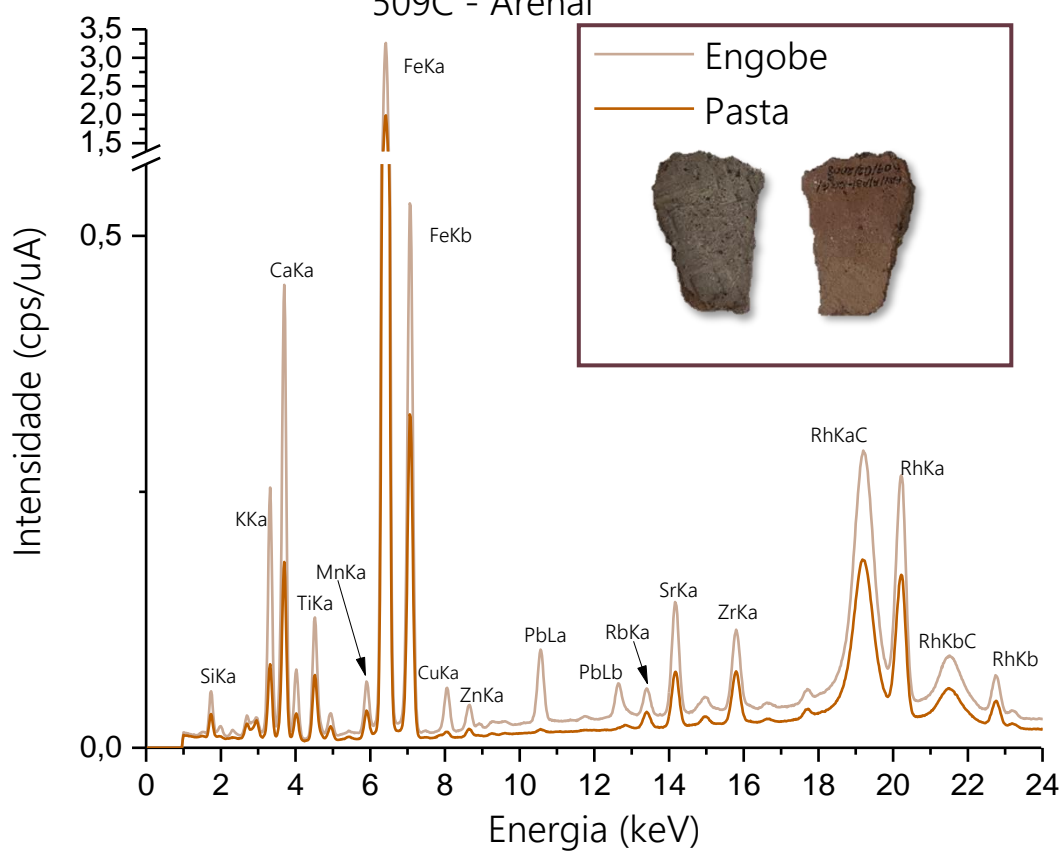 509C - Arenal
3,5
3,0
2,5
2,0
1,5
0,5
0,0
Intensidade (cps/uA)
Engobe
Pasta
FeKa
FeKb
CaKa
KKa
MnKa
TiKa
SiKa
CuKa
ZnKa
PbLa
PbLb
RbKa
SrKa
ZrKa
RhKaC
RhKa
RhKbC
RhKb
0 2 4 6 8 10 12 14 16 18 20 22 24
Energia (keV)